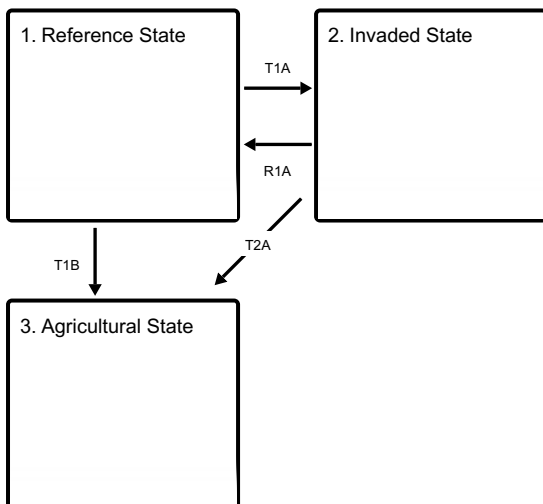 1. Reference State
2. Invaded State
T1A
R1A
T1B
T2A
3. Agricultural State